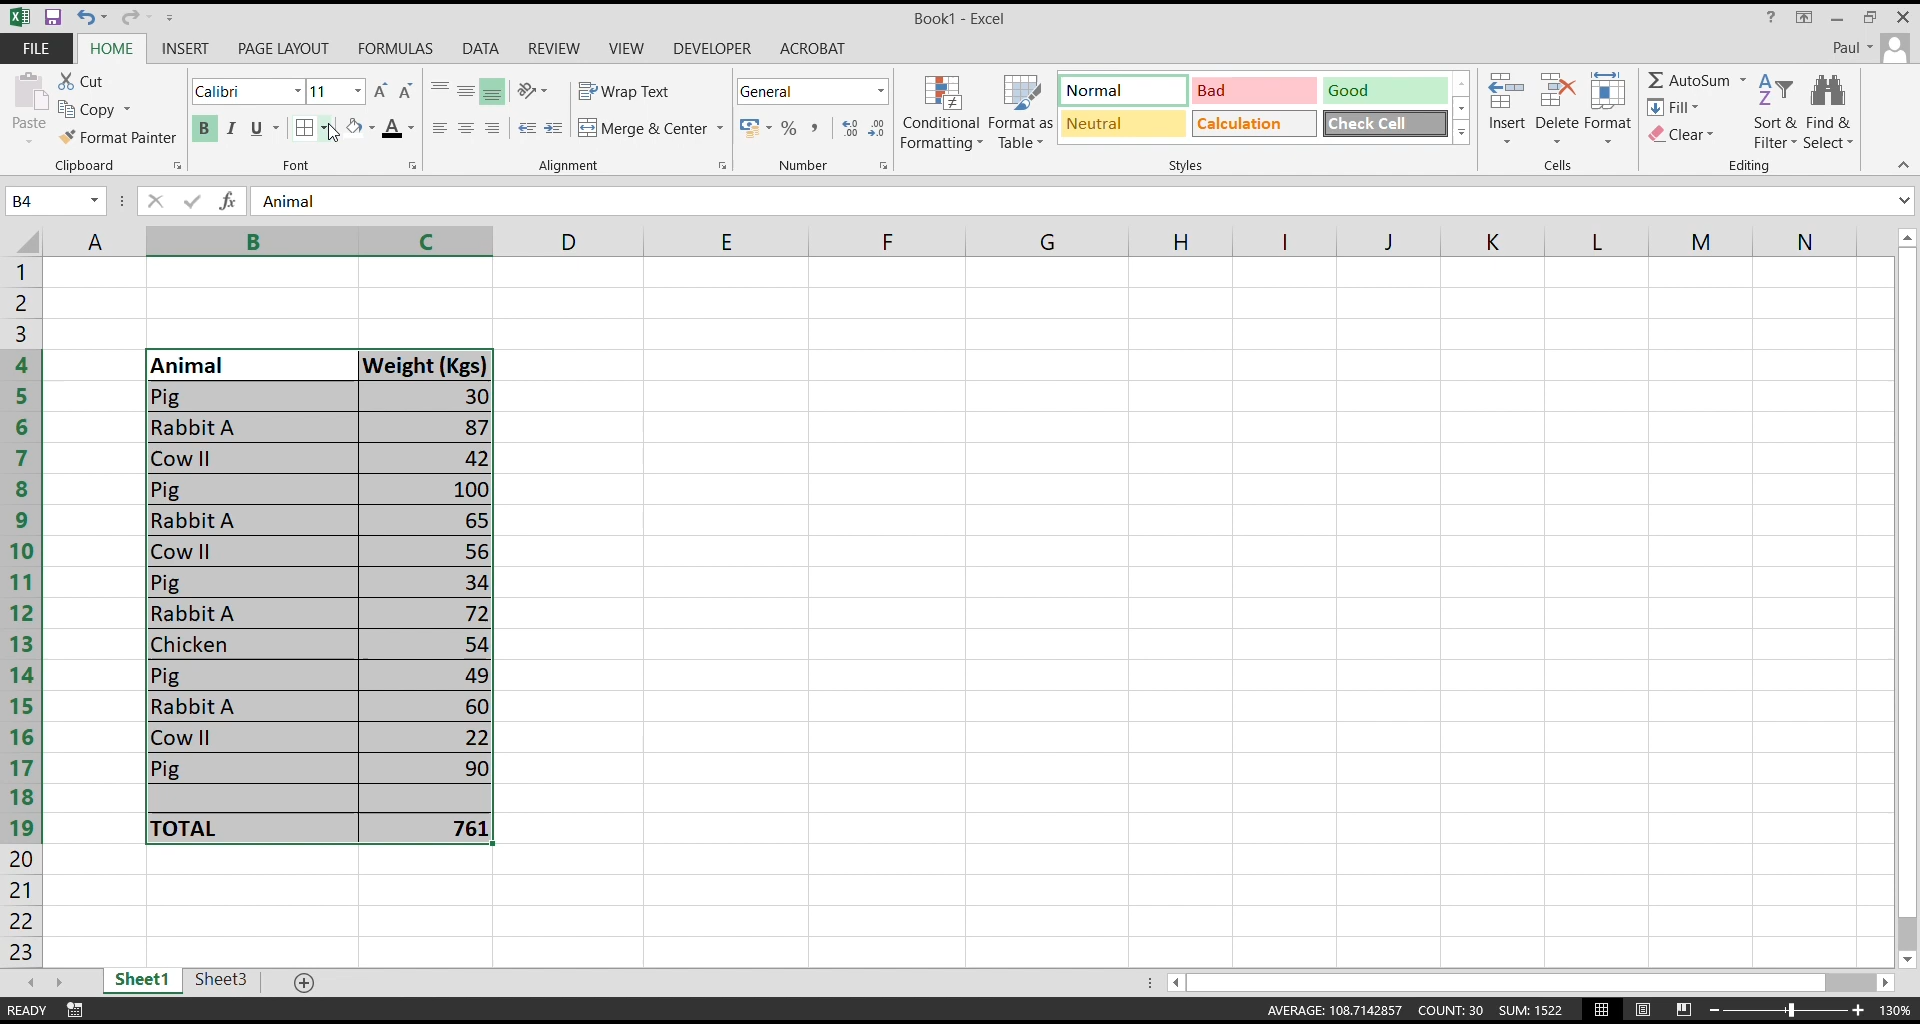 Book1 - Excel
?
FILE HOME INSERT PAGE LAYOUT FORMULAS DATA REVIEW VIEW DEVELOPER ACROBAT Paul
Paste Cut Copy Format Painter Clipboard
Calibri 11 B I U A Font
Wrap Text Merge & Center Alignment
General % , Number
Conditional Formatting Format as Table
Normal Bad Good
Neutral Calculation Check Cell
Styles
Insert Delete Format Cells
AutoSum Fill Clear Sort & Filter Find & Select Editing
B4 fx Animal
A B C D E F G H I J K L M N
1
2
3
4 Animal Weight (Kgs)
5 Pig 30
6 Rabbit A 87
7 Cow II 42
8 Pig 100
9 Rabbit A 65
10 Cow II 56
11 Pig 34
12 Rabbit A 72
13 Chicken 54
14 Pig 49
15 Rabbit A 60
16 Cow II 22
17 Pig 90
18
19 TOTAL 761
20
21
22
23
Sheet1 Sheet3
READY AVERAGE: 108.7142857 COUNT: 30 SUM: 1522 130%